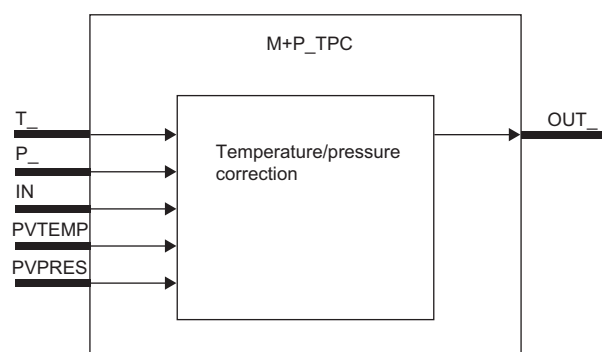 M+P_TPC
T_
P_
IN
PVTEMP
PVPRES
Temperature/pressure
correction
OUT_